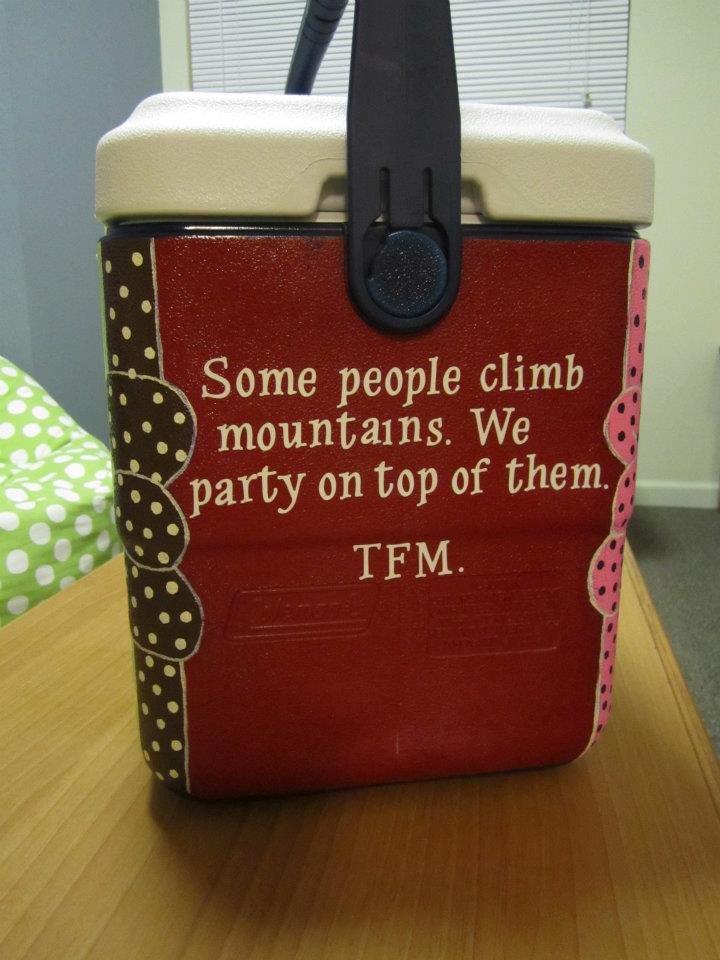 Some people climb
mountains. We
party on top of them.
TFM.